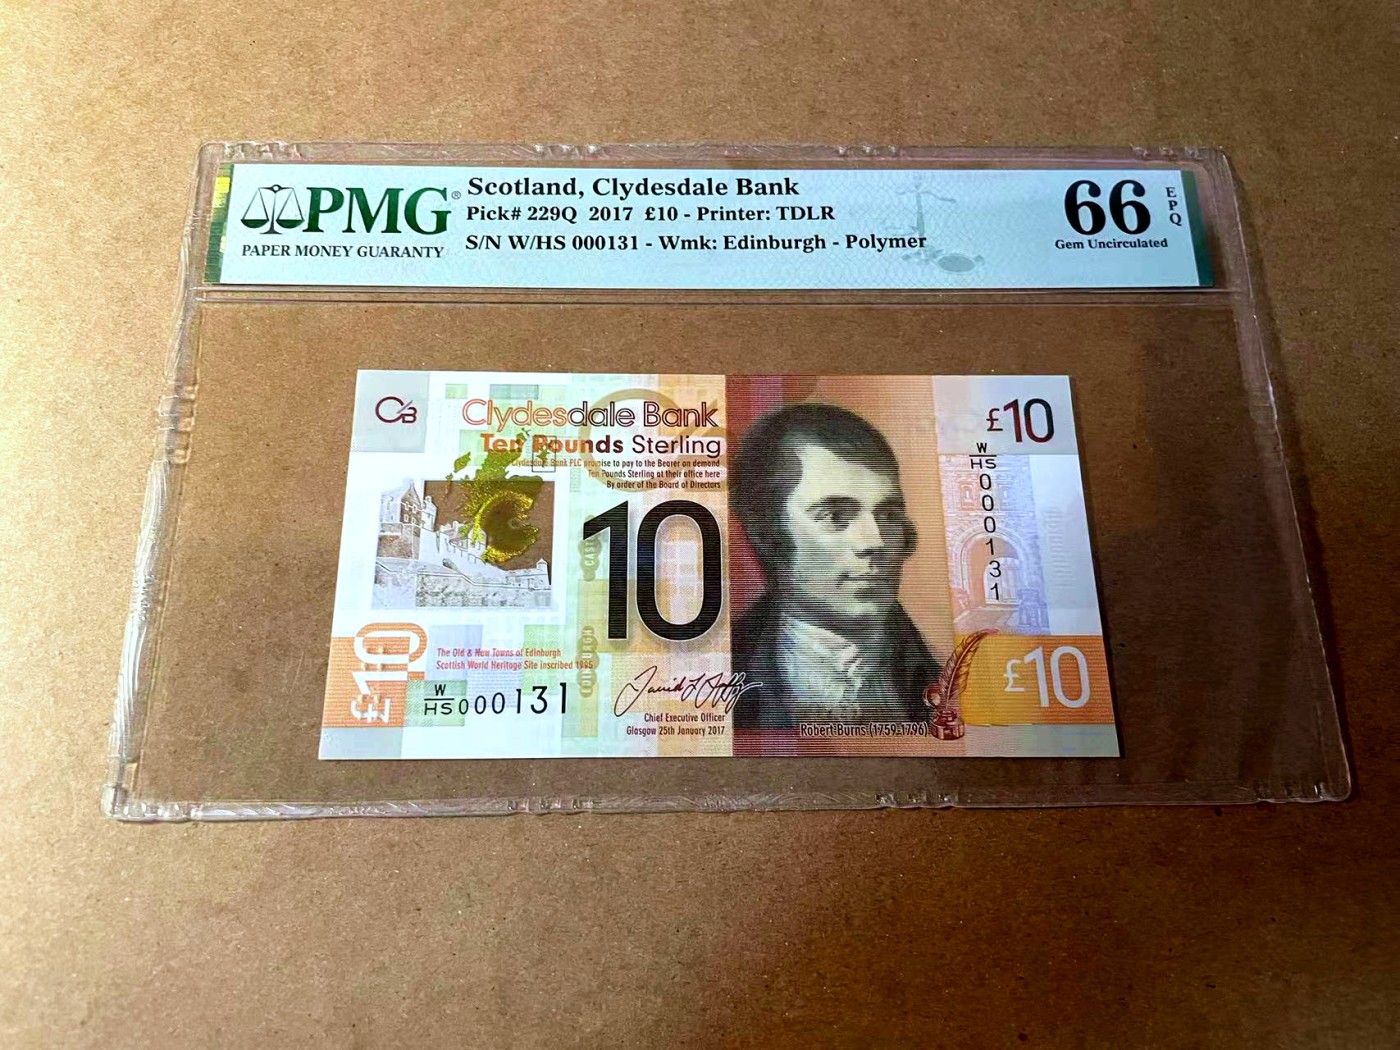 PMG®
PAPER MONEY GUARANTY
Scotland, Clydesdale Bank
Pick# 229Q 2017 £10 - Printer: TDLR
S/N W/HS 000131 - Wmk: Edinburgh - Polymer
66
EPQ
Gem Uncirculated
CB
Clydesdale Bank
Ten Pounds Sterling
Clydesdale Bank PLC promise to pay to the Bearer on demand
Ten Pounds Sterling at their office here
By order of the Board of Directors
£10
W/HS 000131
10
EDINBURGH
£10
The Old & New Towns of Edinburgh
Scottish World Heritage Site inscribed 1995
W/HS 000131
Chief Executive Officer
Glasgow 25th January 2017
Robert Burns (1759-1796)
£10